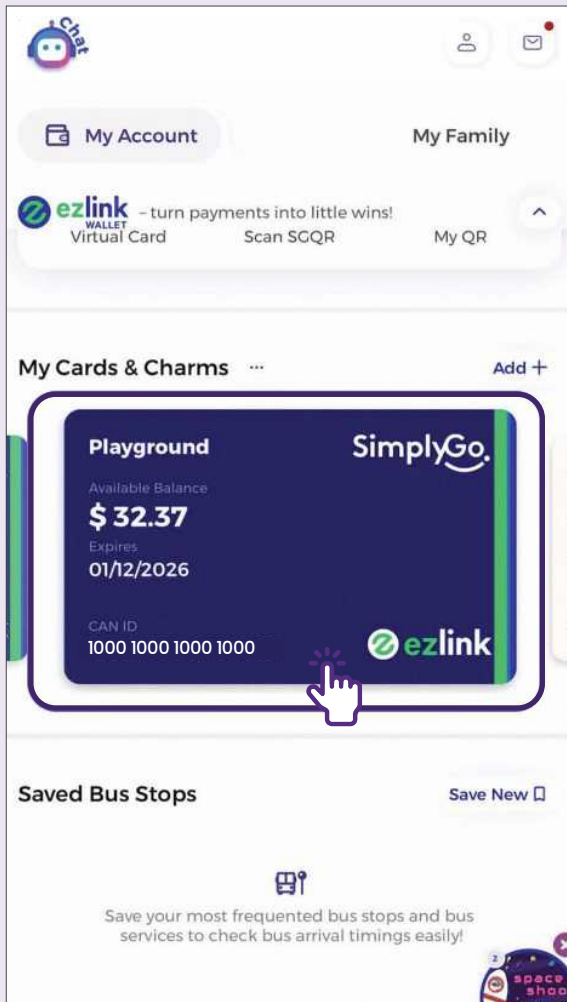 Chat
My Account
My Family
ezlink
WALLET
– turn payments into little wins!
Virtual Card
Scan SGQR
My QR
My Cards & Charms ...
Add +
Playground
SimplyGo.
Available Balance
$ 32.37
Expires
01/12/2026
CAN ID
1000 1000 1000 1000
ezlink
Saved Bus Stops
Save New
Save your most frequented bus stops and bus
services to check bus arrival timings easily!
2
space
shoo